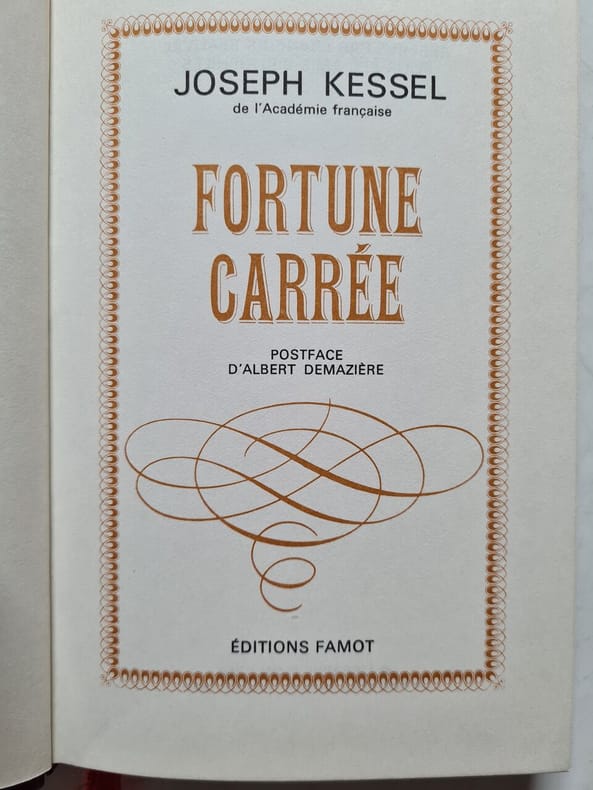 JOSEPH KESSEL
de l'Académie française
FORTUNE
CARRÉE
POSTFACE
D'ALBERT DEMAZIÈRE
ÉDITIONS FAMOT